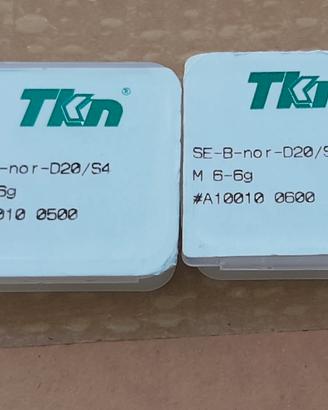 TKn®
-nor-D20/S4
6g
010 0500
TKn
SE-B-nor-D20/S
M 6-6g
#A10010 0600